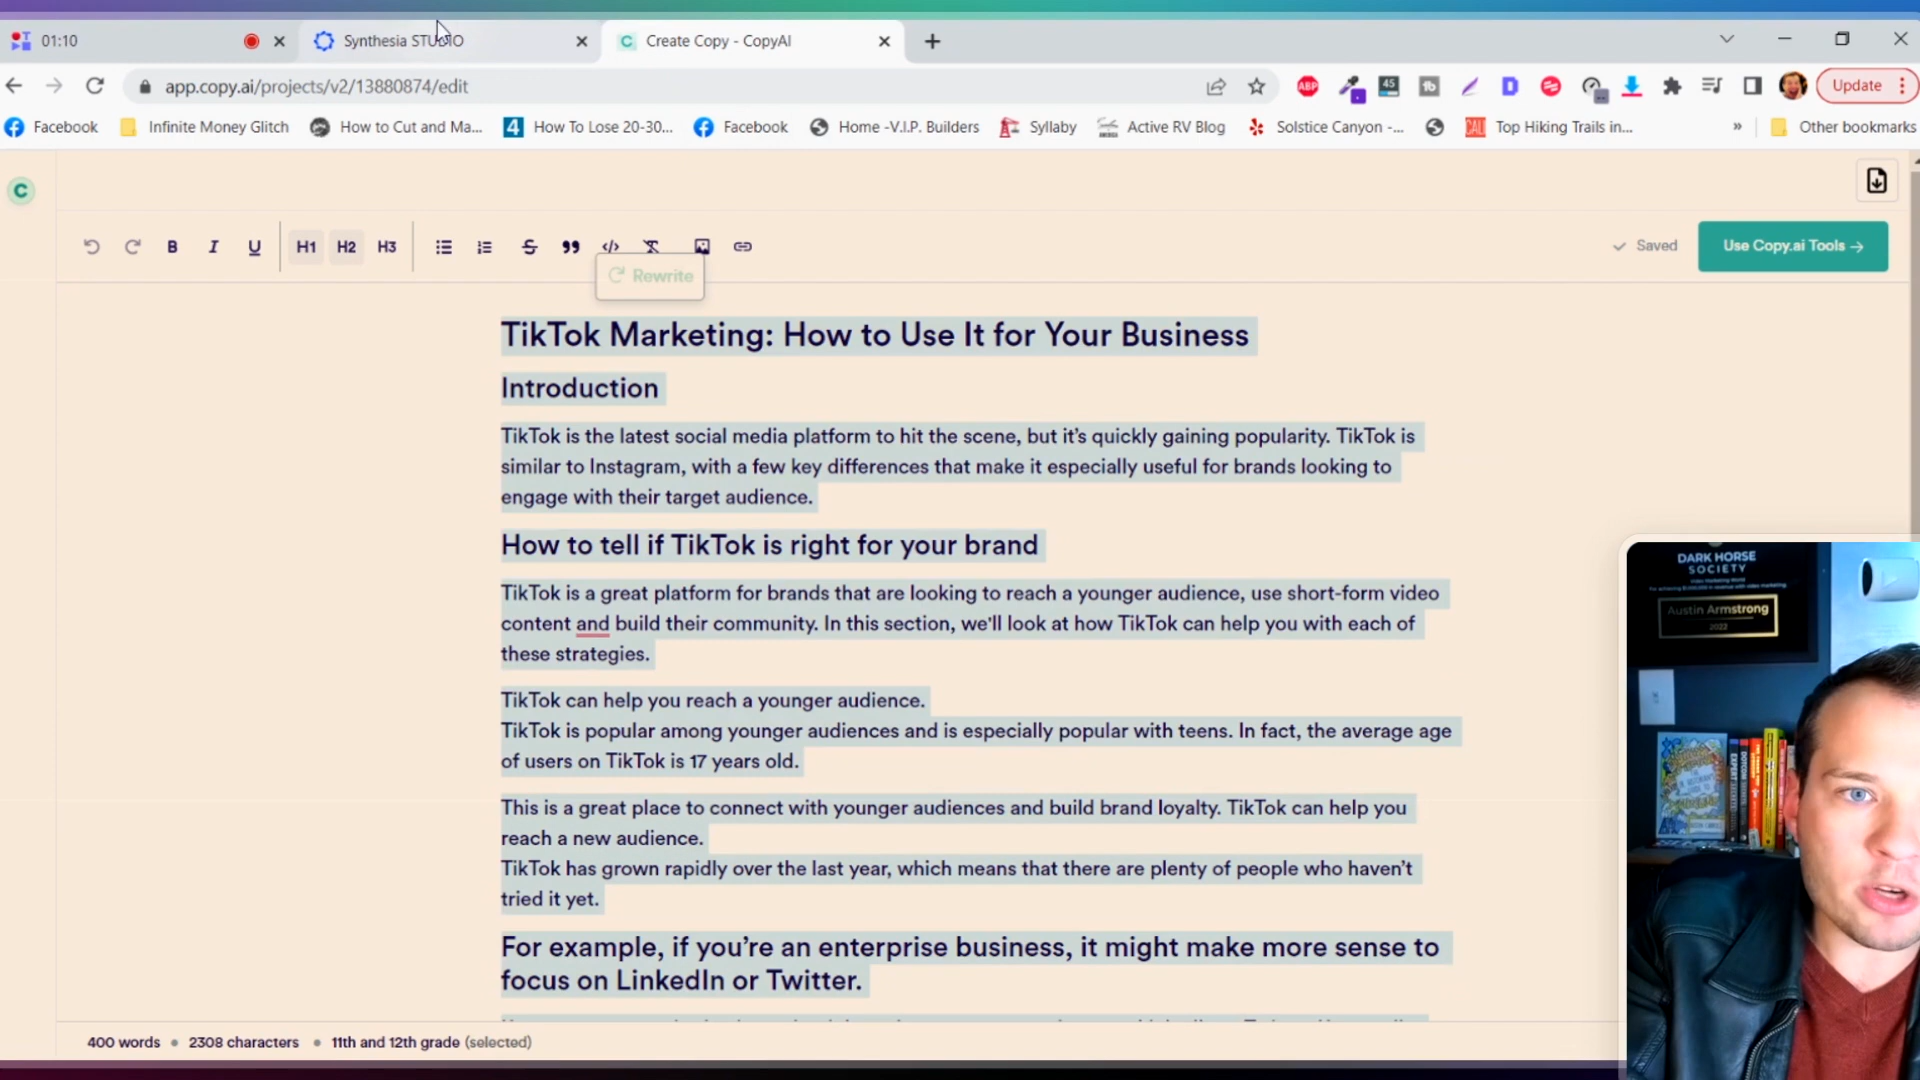 01:10
Synthesia STUDIO
C Create Copy - CopyAI
app.copy.ai/projects/v2/13880874/edit
ABP
45
Update
Facebook
Infinite Money Glitch
How to Cut and Ma...
4 How To Lose 20-30...
Facebook
Home -V.I.P. Builders
Syllaby
Active RV Blog
Solstice Canyon -...
CALI Top Hiking Trails in...
»
Other bookmarks
C
B I U H1 H2 H3
Saved
Use Copy.ai Tools →
Rewrite
TikTok Marketing: How to Use It for Your Business
Introduction
TikTok is the latest social media platform to hit the scene, but it’s quickly gaining popularity. TikTok is
similar to Instagram, with a few key differences that make it especially useful for brands looking to
engage with their target audience.
How to tell if TikTok is right for your brand
TikTok is a great platform for brands that are looking to reach a younger audience, use short-form video
content and build their community. In this section, we'll look at how TikTok can help you with each of
these strategies.
TikTok can help you reach a younger audience.
TikTok is popular among younger audiences and is especially popular with teens. In fact, the average age
of users on TikTok is 17 years old.
This is a great place to connect with younger audiences and build brand loyalty. TikTok can help you
reach a new audience.
TikTok has grown rapidly over the last year, which means that there are plenty of people who haven’t
tried it yet.
For example, if you’re an enterprise business, it might make more sense to
focus on LinkedIn or Twitter.
400 words • 2308 characters • 11th and 12th grade (selected)
DARK HORSE
SOCIETY
Austin Armstrong
2022
EXPERT
DOTCOM